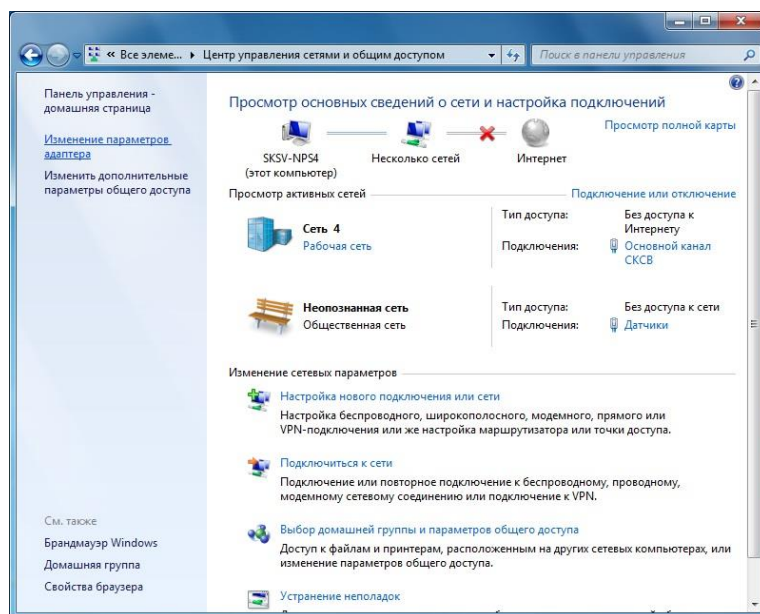 « Все элеме... ▸ Центр управления сетями и общим доступом
Поиск в панели управления
Панель управления -
домашняя страница
Изменение параметров
адаптера
Изменить дополнительные
параметры общего доступа
См. также
Брандмауэр Windows
Домашняя группа
Свойства браузера
Просмотр основных сведений о сети и настройка подключений
Просмотр полной карты
SKSV-NPS4
(этот компьютер)
Несколько сетей
Интернет
Просмотр активных сетей
Подключение или отключение
Сеть 4
Рабочая сеть
Тип доступа: Без доступа к
Интернету
Подключения: Основной канал
СКСВ
Неопознанная сеть
Общественная сеть
Тип доступа: Без доступа к сети
Подключения: Датчики
Изменение сетевых параметров
Настройка нового подключения или сети
Настройка беспроводного, широкополосного, модемного, прямого или
VPN-подключения или же настройка маршрутизатора или точки доступа.
Подключиться к сети
Подключение или повторное подключение к беспроводному, проводному,
модемному сетевому соединению или подключение к VPN.
Выбор домашней группы и параметров общего доступа
Доступ к файлам и принтерам, расположенным на других сетевых компьютерах, или
изменение параметров общего доступа.
Устранение неполадок